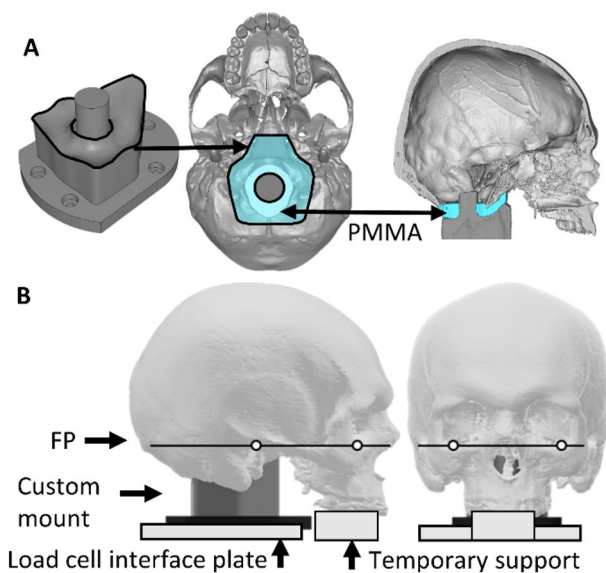 A
PMMA
B
FP
Custom
mount
Load cell interface plate
Temporary support